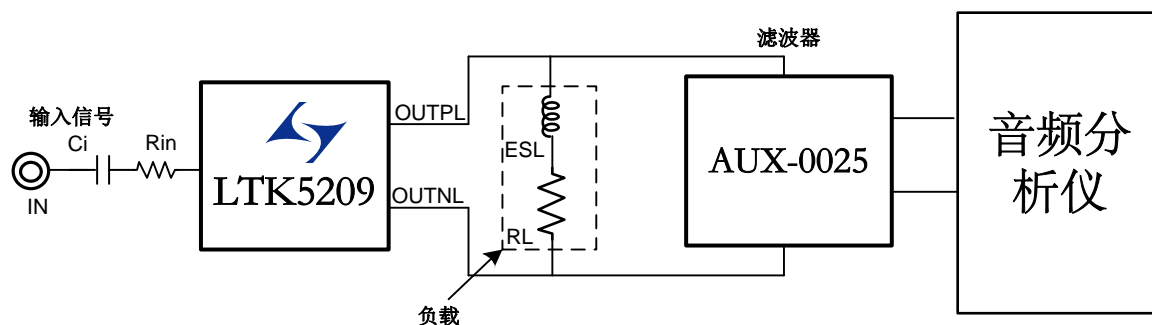 输入信号
Ci
Rin
IN
LTK5209
OUTPL
OUTNL
ESL
RL
负载
滤波器
AUX-0025
音频分
析仪